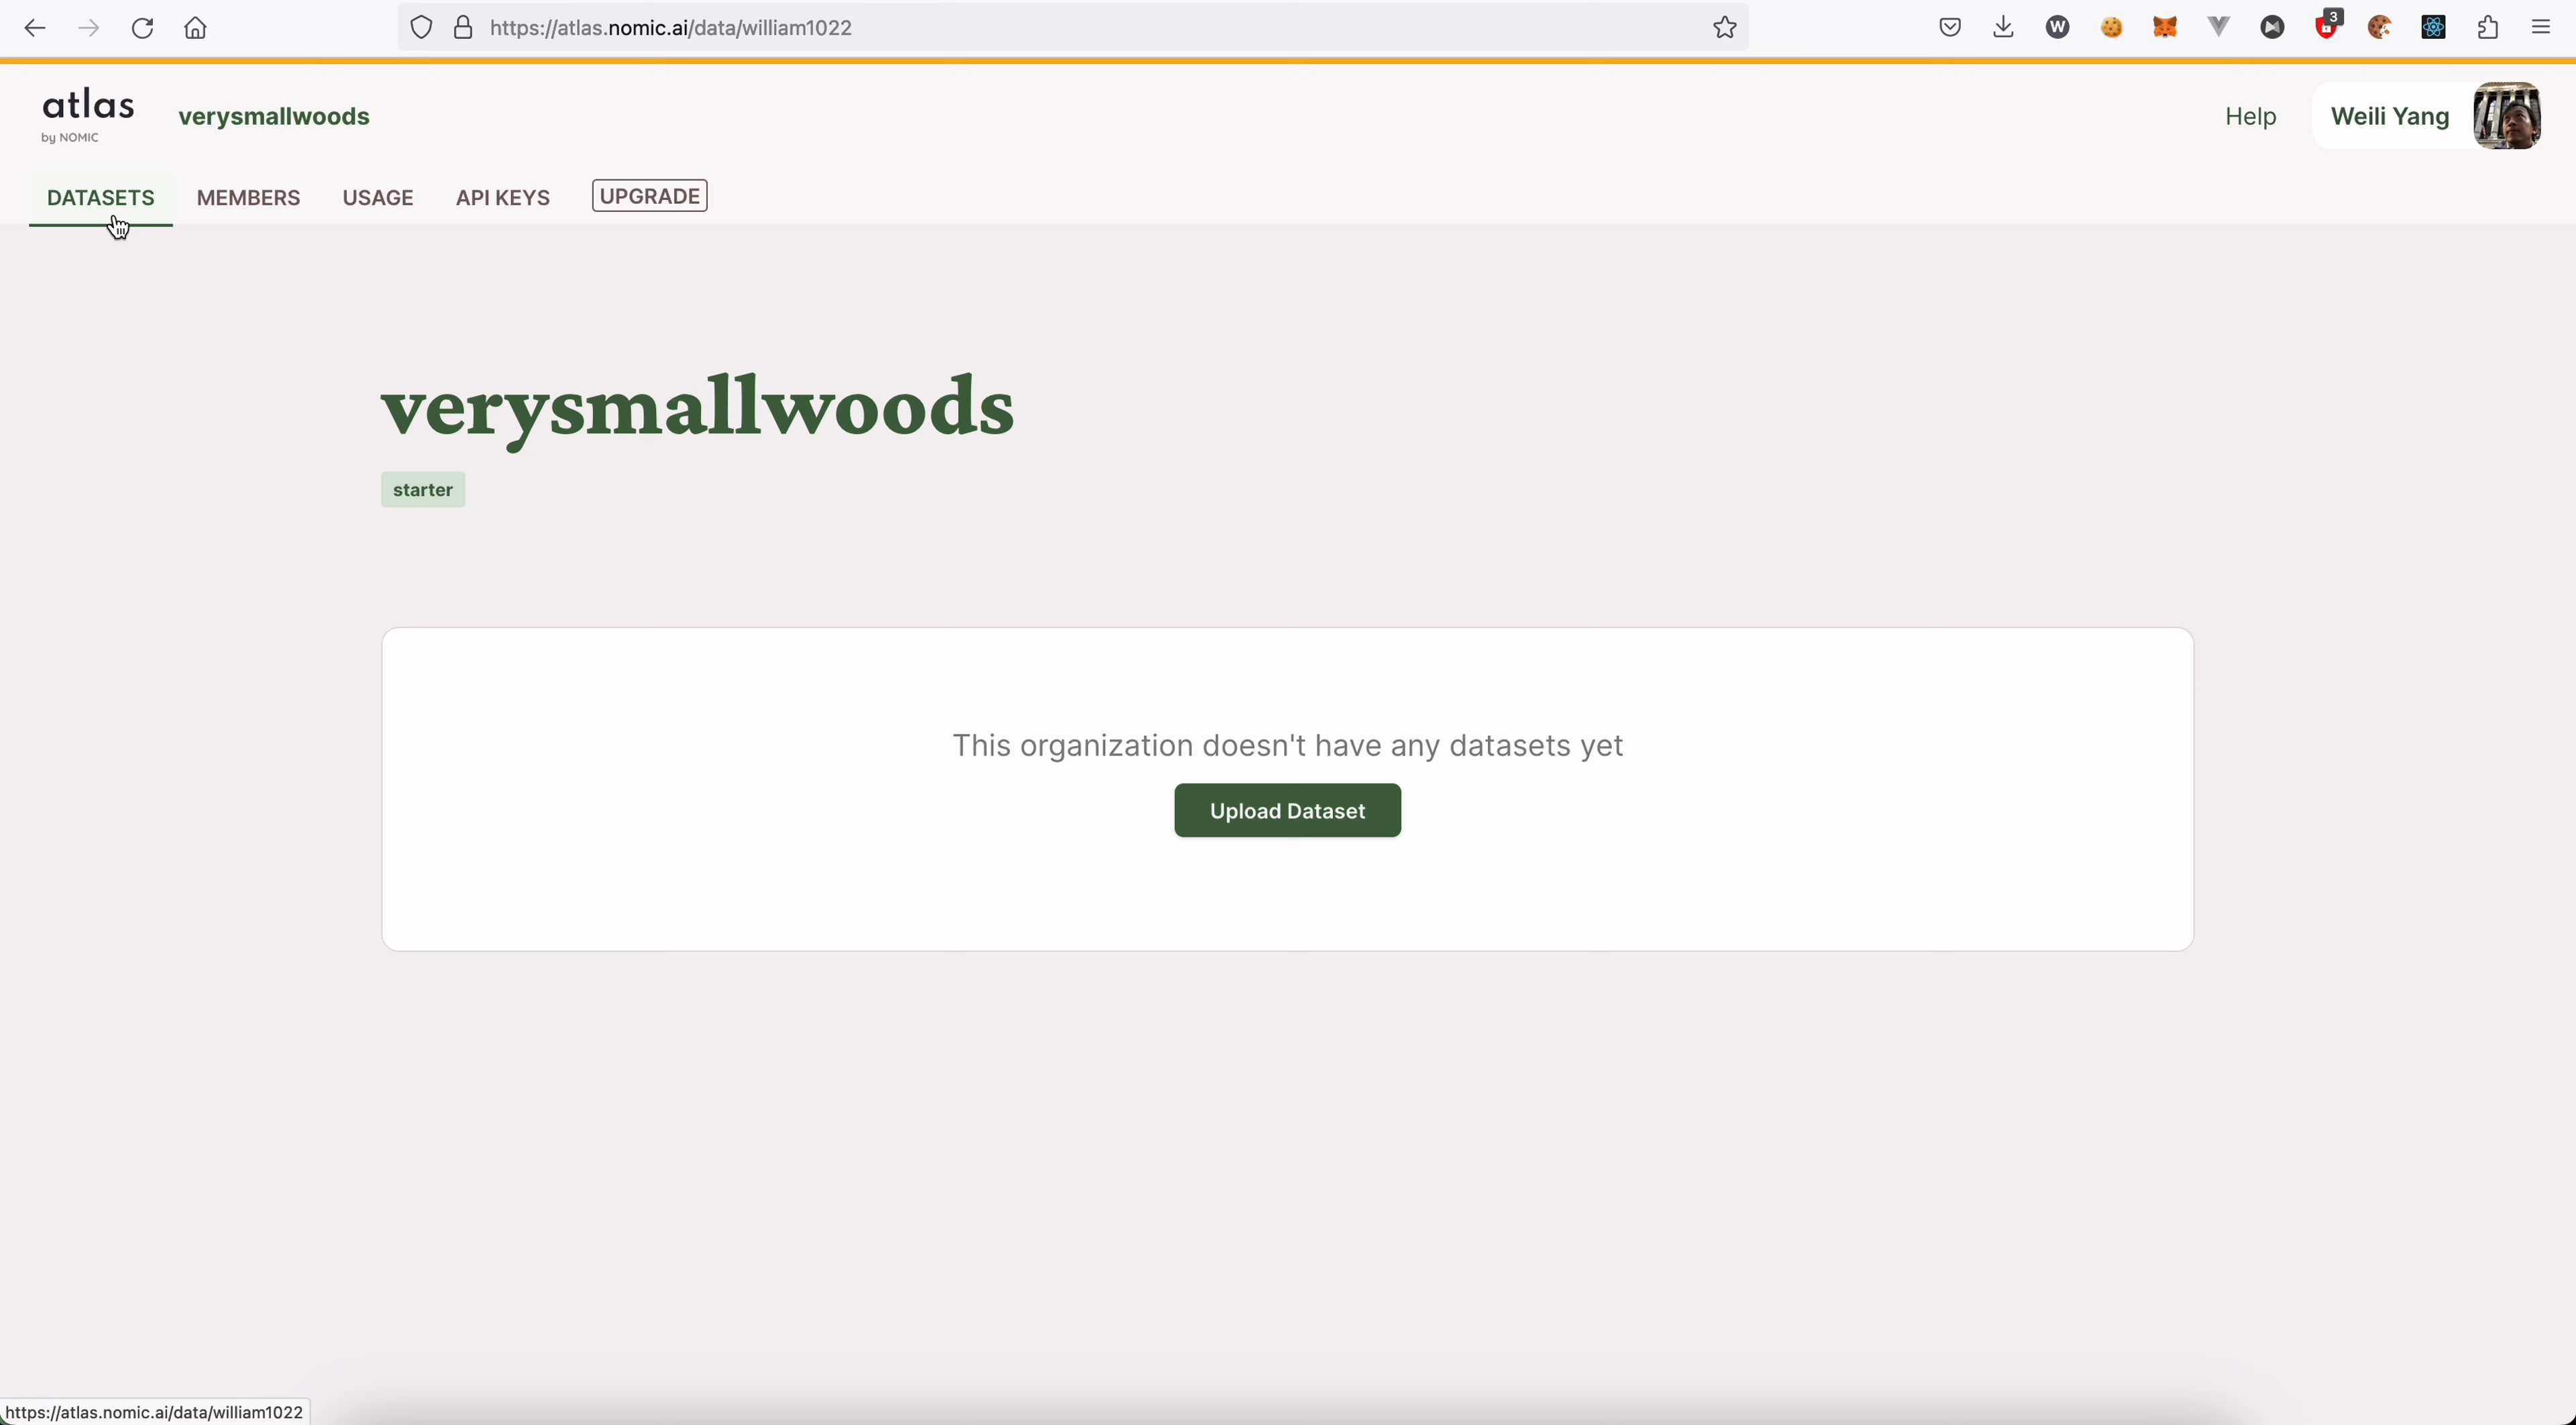 https://atlas.nomic.ai/data/william1022
W
3
atlas
by NOMIC
verysmallwoods
Help
Weili Yang
DATASETS
MEMBERS
USAGE
API KEYS
UPGRADE
verysmallwoods
starter
This organization doesn't have any datasets yet
Upload Dataset
https://atlas.nomic.ai/data/william1022